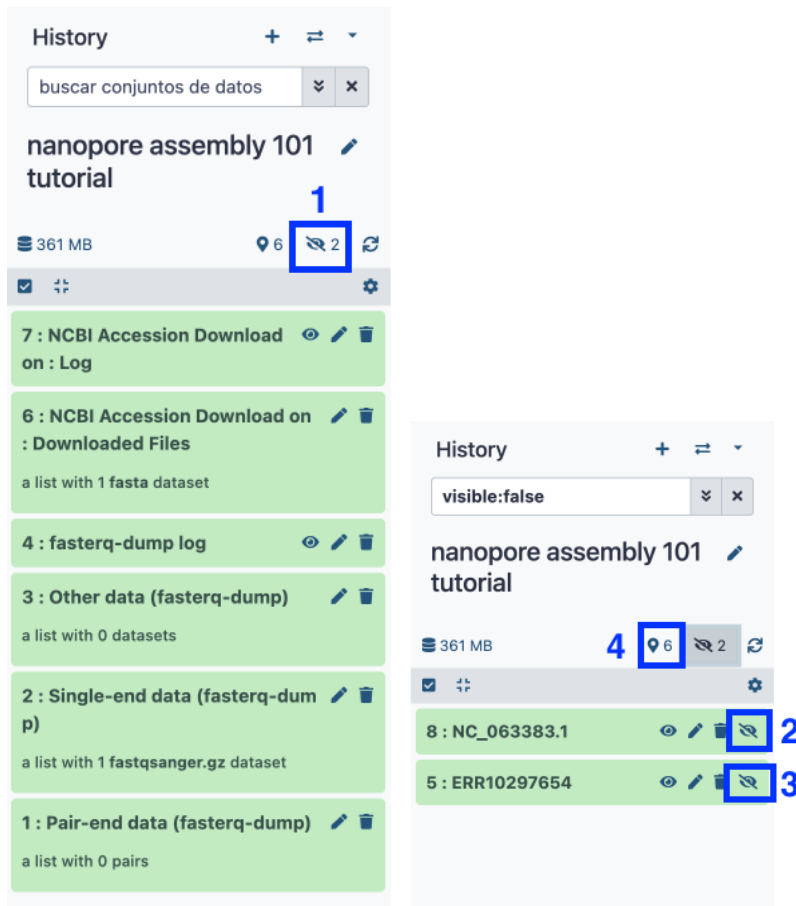 History
buscar conjuntos de datos
nanopore assembly 101
tutorial
1
361 MB
6
2
7 : NCBI Accession Download
on : Log
6 : NCBI Accession Download on
: Downloaded Files
a list with 1 fasta dataset
4 : fasterq-dump log
3 : Other data (fasterq-dump)
a list with 0 datasets
2 : Single-end data (fasterq-dum
p)
a list with 1 fastqsanger.gz dataset
1 : Pair-end data (fasterq-dump)
a list with 0 pairs
History
visible:false
nanopore assembly 101
tutorial
361 MB
4
6
2
8 : NC_063383.1
2
5 : ERR10297654
3